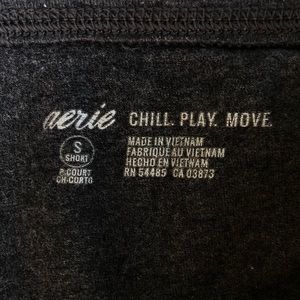 aerie CHILL. PLAY. MOVE.
S
SHORT
P-COURT
CH-CORTO
MADE IN VIETNAM
FABRIQUE AU VIETNAM
HECHO EN VIETNAM
RN 54485 CA 03873